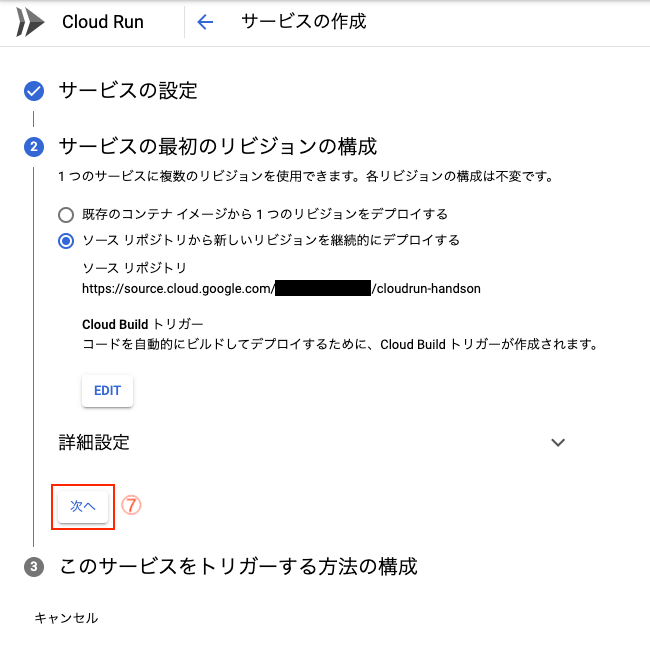 Cloud Run ← サービスの作成
サービスの設定
2 サービスの最初のリビジョンの構成
1 つのサービスに複数のリビジョンを使用できます。各リビジョンの構成は不変です。
既存のコンテナ イメージから 1 つのリビジョンをデプロイする
ソース リポジトリから新しいリビジョンを継続的にデプロイする
ソース リポジトリ
https://source.cloud.google.com/ /cloudrun-handson
Cloud Build トリガー
コードを自動的にビルドしてデプロイするために、Cloud Build トリガーが作成されます。
EDIT
詳細設定
次へ ⑦
3 このサービスをトリガーする方法の構成
キャンセル